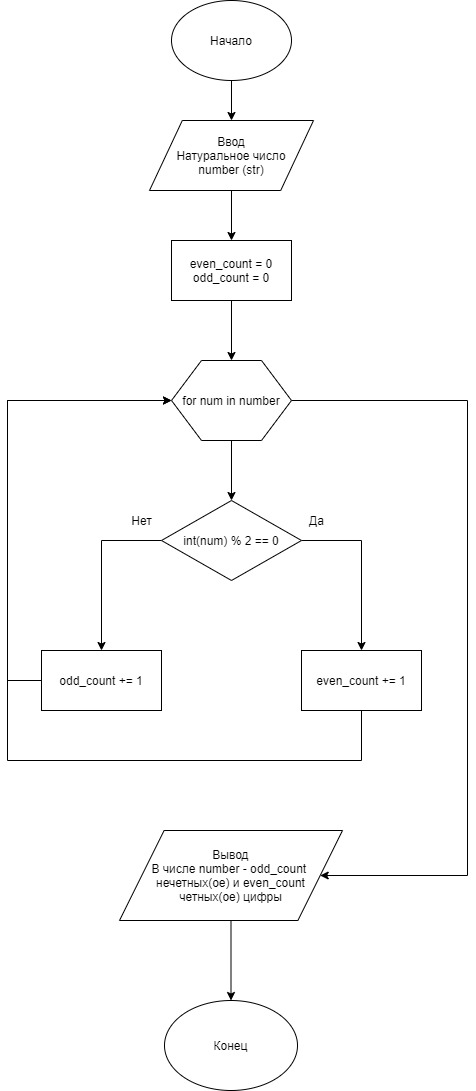 Начало
Ввод
Натуральное число
number (str)
even_count = 0
odd_count = 0
for num in number
Нет
Да
int(num) % 2 == 0
odd_count += 1
even_count += 1
Вывод
В числе number - odd_count
нечетных(ое) и even_count
четных(ое) цифры
Конец